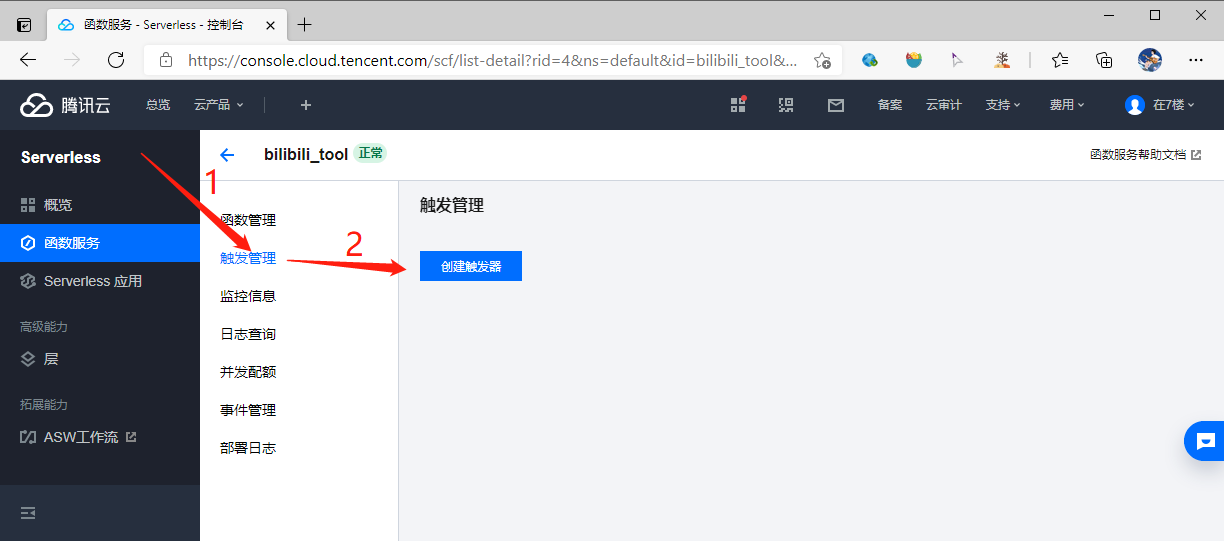 函数服务 - Serverless - 控制台
https://console.cloud.tencent.com/scf/list-detail?rid=4&ns=default&id=bilibili_tool&...
腾讯云 总览 云产品 备案 云审计 支持 费用 在7楼
Serverless
概览
函数服务
Serverless 应用
高级能力
层
拓展能力
ASW工作流
bilibili_tool 正常 函数服务帮助文档
1
函数管理
触发管理
监控信息
日志查询
并发配额
事件管理
部署日志
触发管理
2
创建触发器